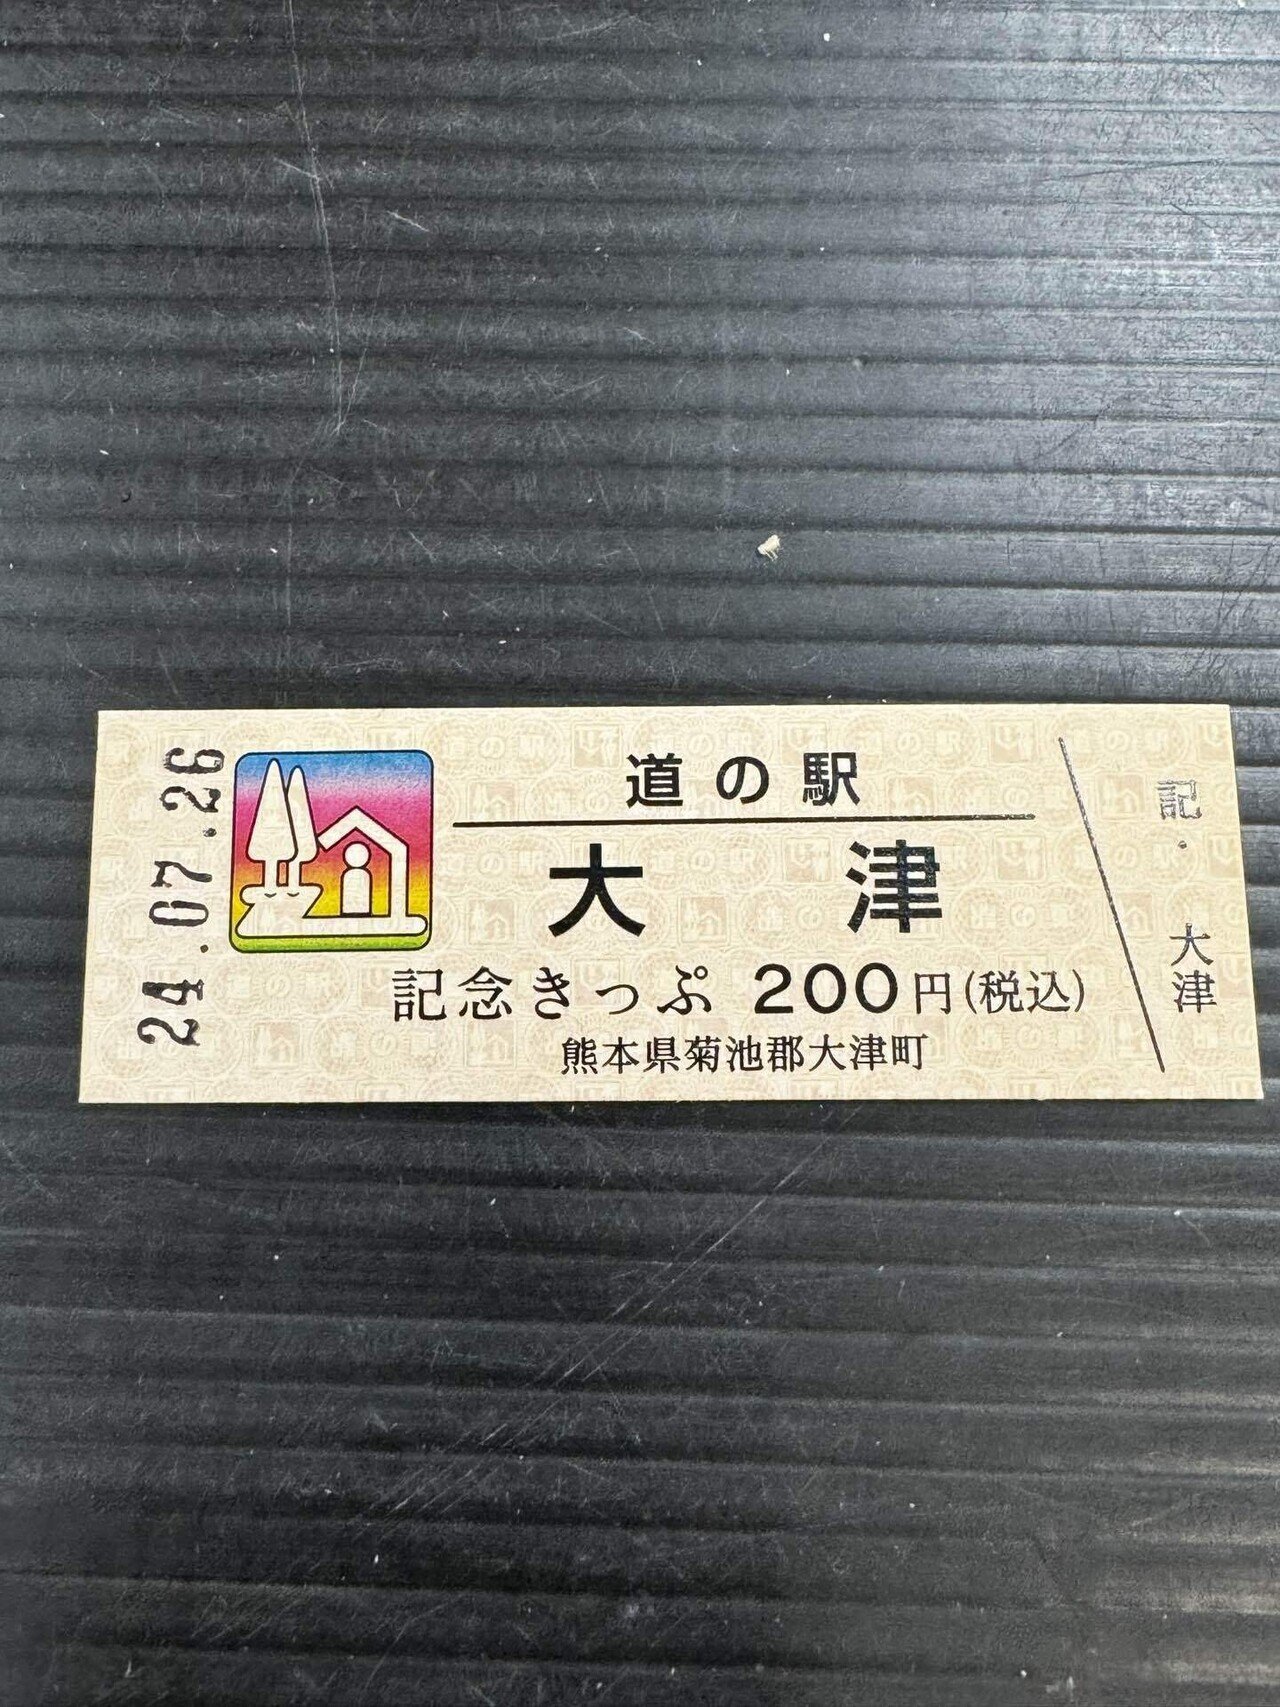 24.07.26
道の駅
大津
記念きっぷ 200円(税込)
熊本県菊池郡大津町
記・大津